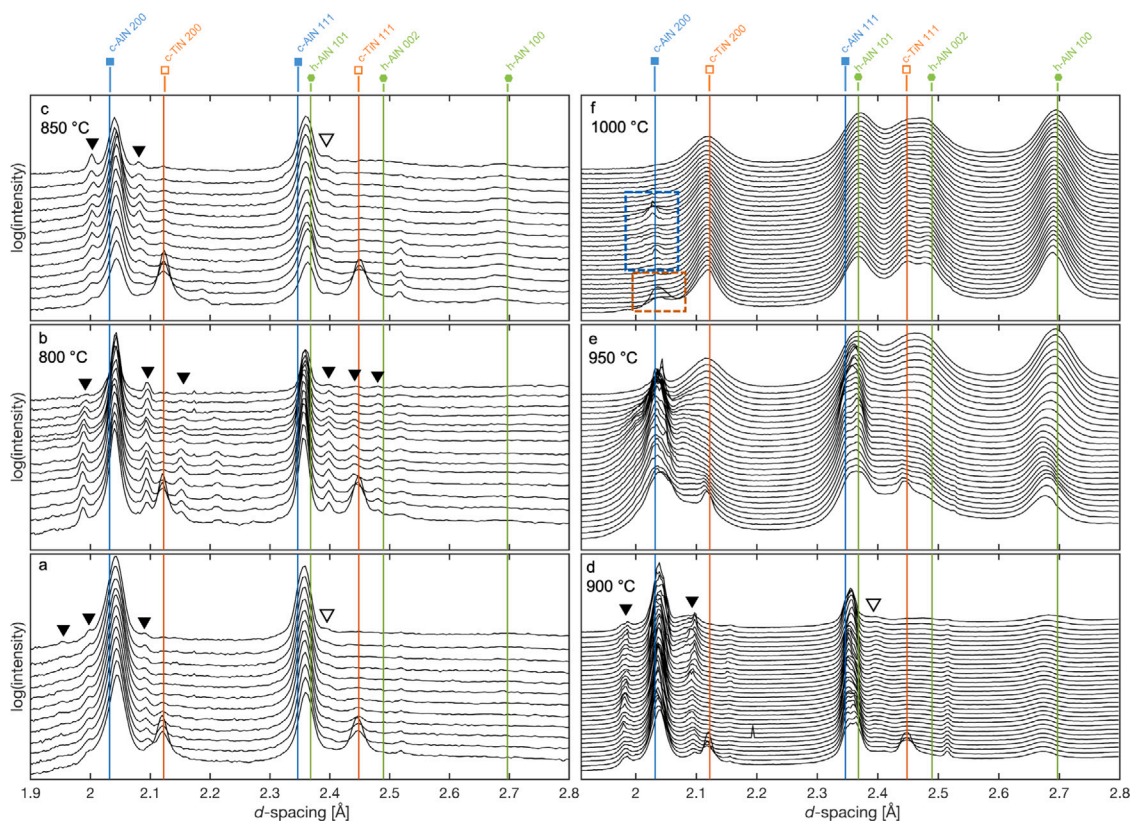 c-AlN 200
c-TiN 200
c-AlN 111
h-AlN 101
c-TiN 111
h-AlN 002
h-AlN 100
c-AlN 200
c-TiN 200
c-AlN 111
h-AlN 101
c-TiN 111
h-AlN 002
h-AlN 100
c
850 °C
log(intensity)
f
1000 °C
b
800 °C
log(intensity)
e
950 °C
a
log(intensity)
d
900 °C
1.9 2 2.1 2.2 2.3 2.4 2.5 2.6 2.7 2.8
2 2.1 2.2 2.3 2.4 2.5 2.6 2.7 2.8
d-spacing [Å]
d-spacing [Å]